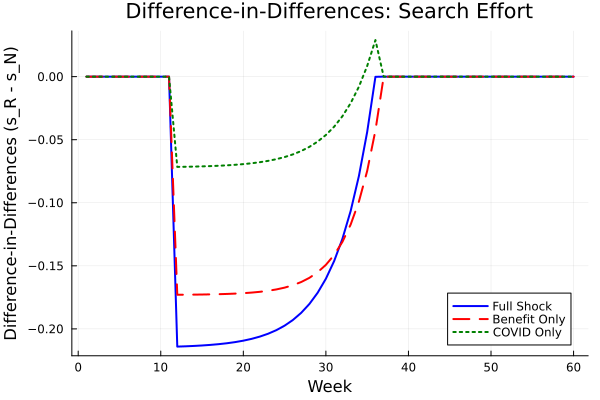 Difference-in-Differences: Search Effort
Difference-in-Differences (s_R - s_N)
0.00
−0.05
−0.10
−0.15
−0.20
0
10
20
30
40
50
60
Week
Full Shock
Benefit Only
COVID Only